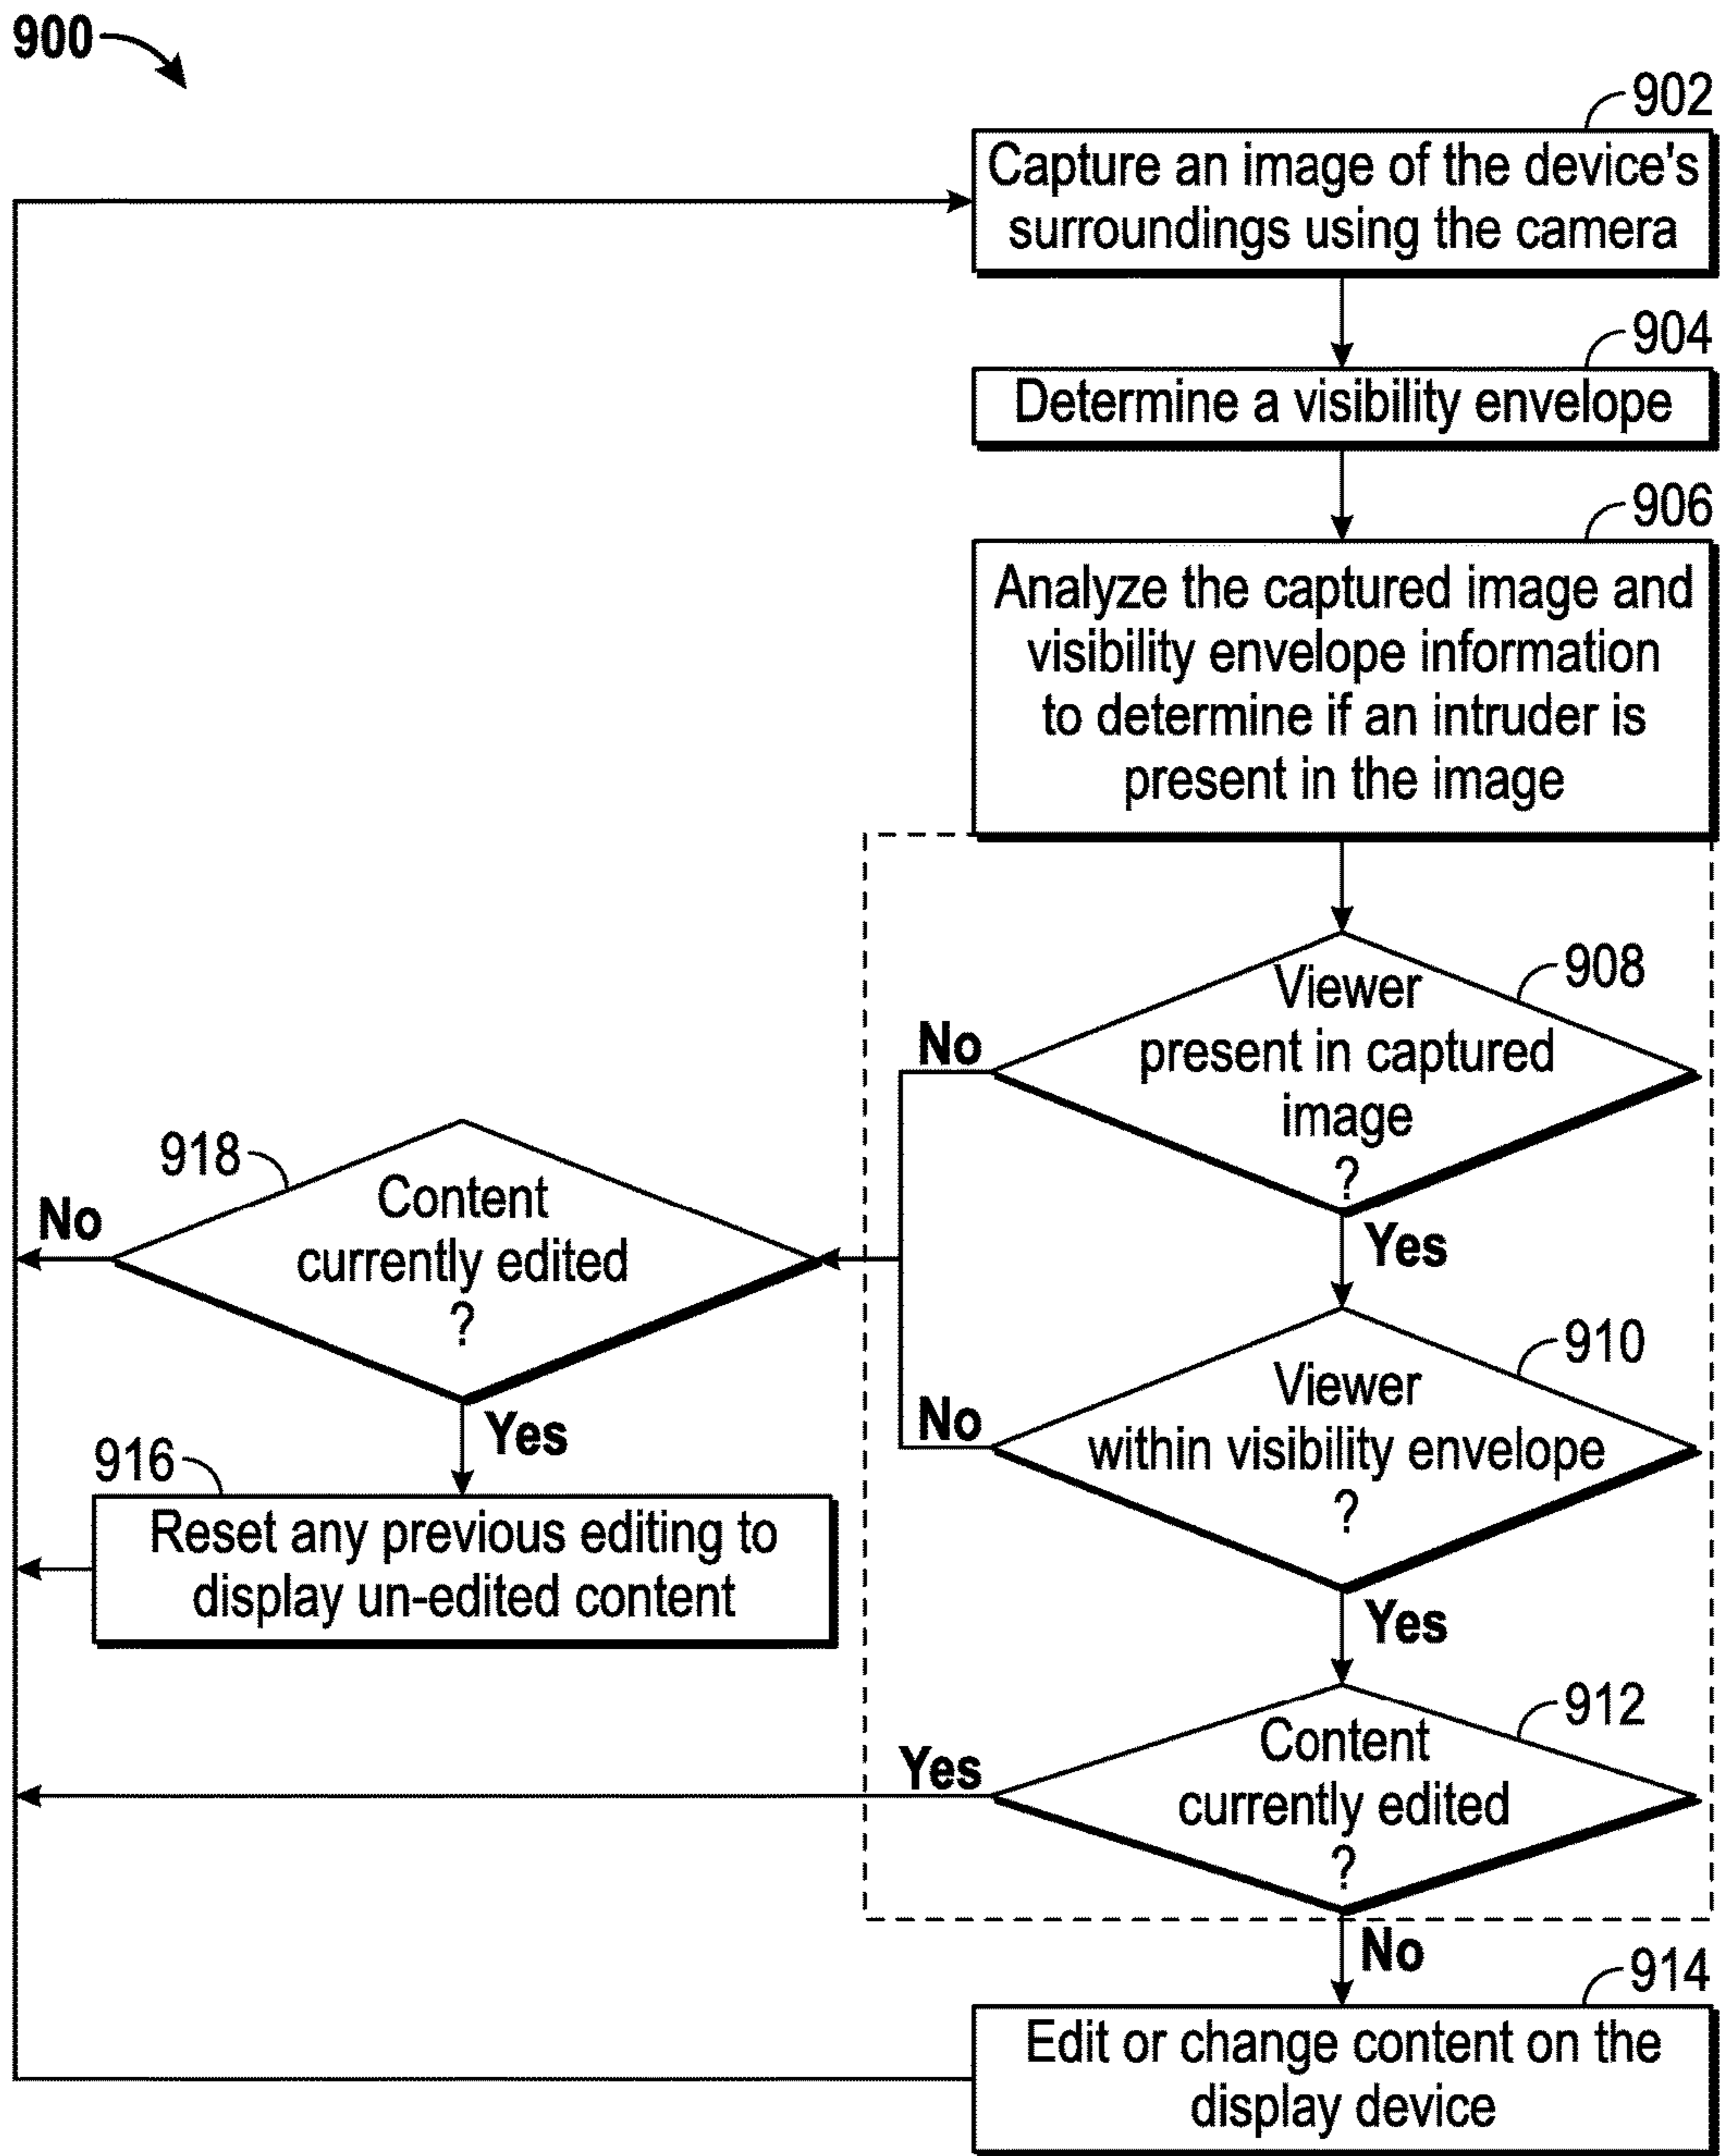 900
902
Capture an image of the device's
surroundings using the camera
904
Determine a visibility envelope
906
Analyze the captured image and
visibility envelope information
to determine if an intruder is
present in the image
908
Viewer
present in captured
image
?
No
Yes
918
Content
currently edited
?
No
Yes
910
Viewer
within visibility envelope
?
No
Yes
916
Reset any previous editing to
display un-edited content
912
Content
currently edited
?
Yes
No
914
Edit or change content on the
display device